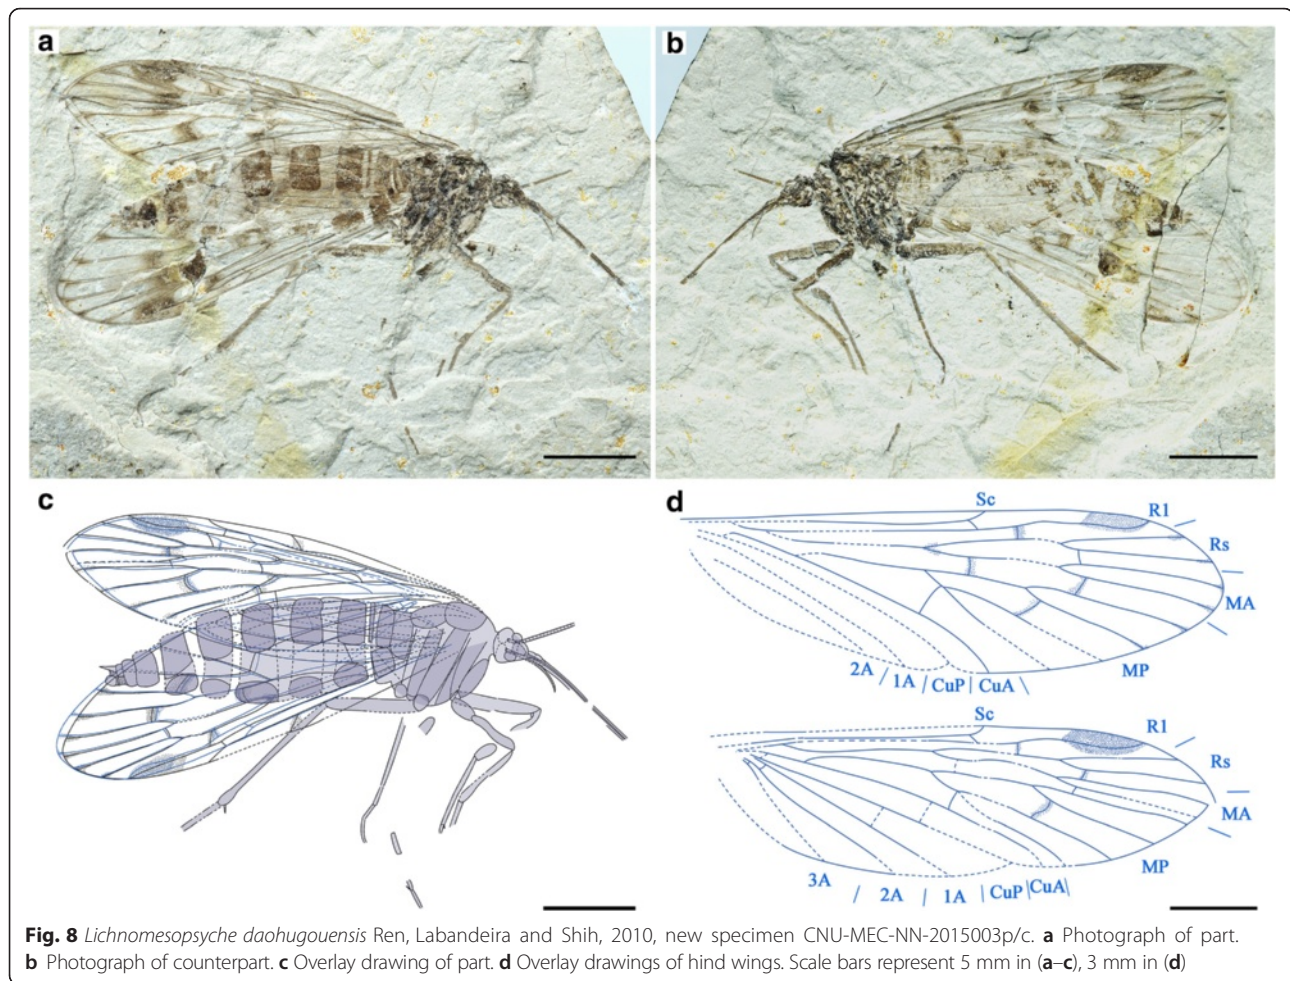 a
b
c
d
Sc
R1
Rs
MA
MP
2A
1A
CuP
CuA
Sc
R1
Rs
MA
MP
3A
2A
1A
CuP
CuA
Fig. 8 Lichnomesopsyche daohugouensis Ren, Labandeira and Shih, 2010, new specimen CNU-MEC-NN-2015003p/c. a Photograph of part.
b Photograph of counterpart. c Overlay drawing of part. d Overlay drawings of hind wings. Scale bars represent 5 mm in (a–c), 3 mm in (d)